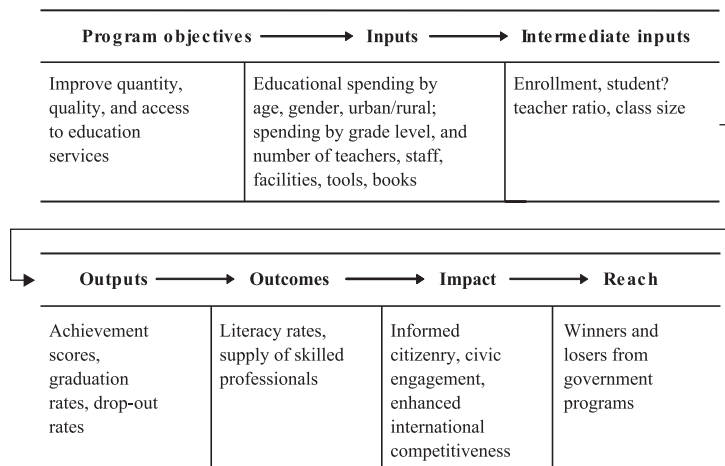 Program objectives Inputs Intermediate inputs
Improve quantity,
quality, and access
to education
services
Educational spending by
age, gender, urban/rural;
spending by grade level, and
number of teachers, staff,
facilities, tools, books
Enrollment, student?
teacher ratio, class size
Outputs Outcomes Impact Reach
Achievement
scores,
graduation
rates, drop-out
rates
Literacy rates,
supply of skilled
professionals
Informed
citizenry, civic
engagement,
enhanced
international
competitiveness
Winners and
losers from
government
programs